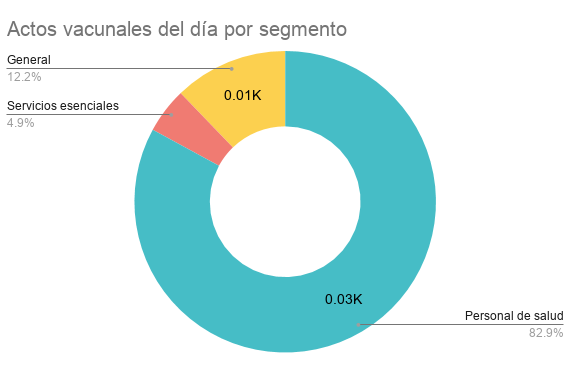 Actos vacunales del día por segmento
General
12.2%
0.01K
Servicios esenciales
4.9%
0.03K
Personal de salud
82.9%